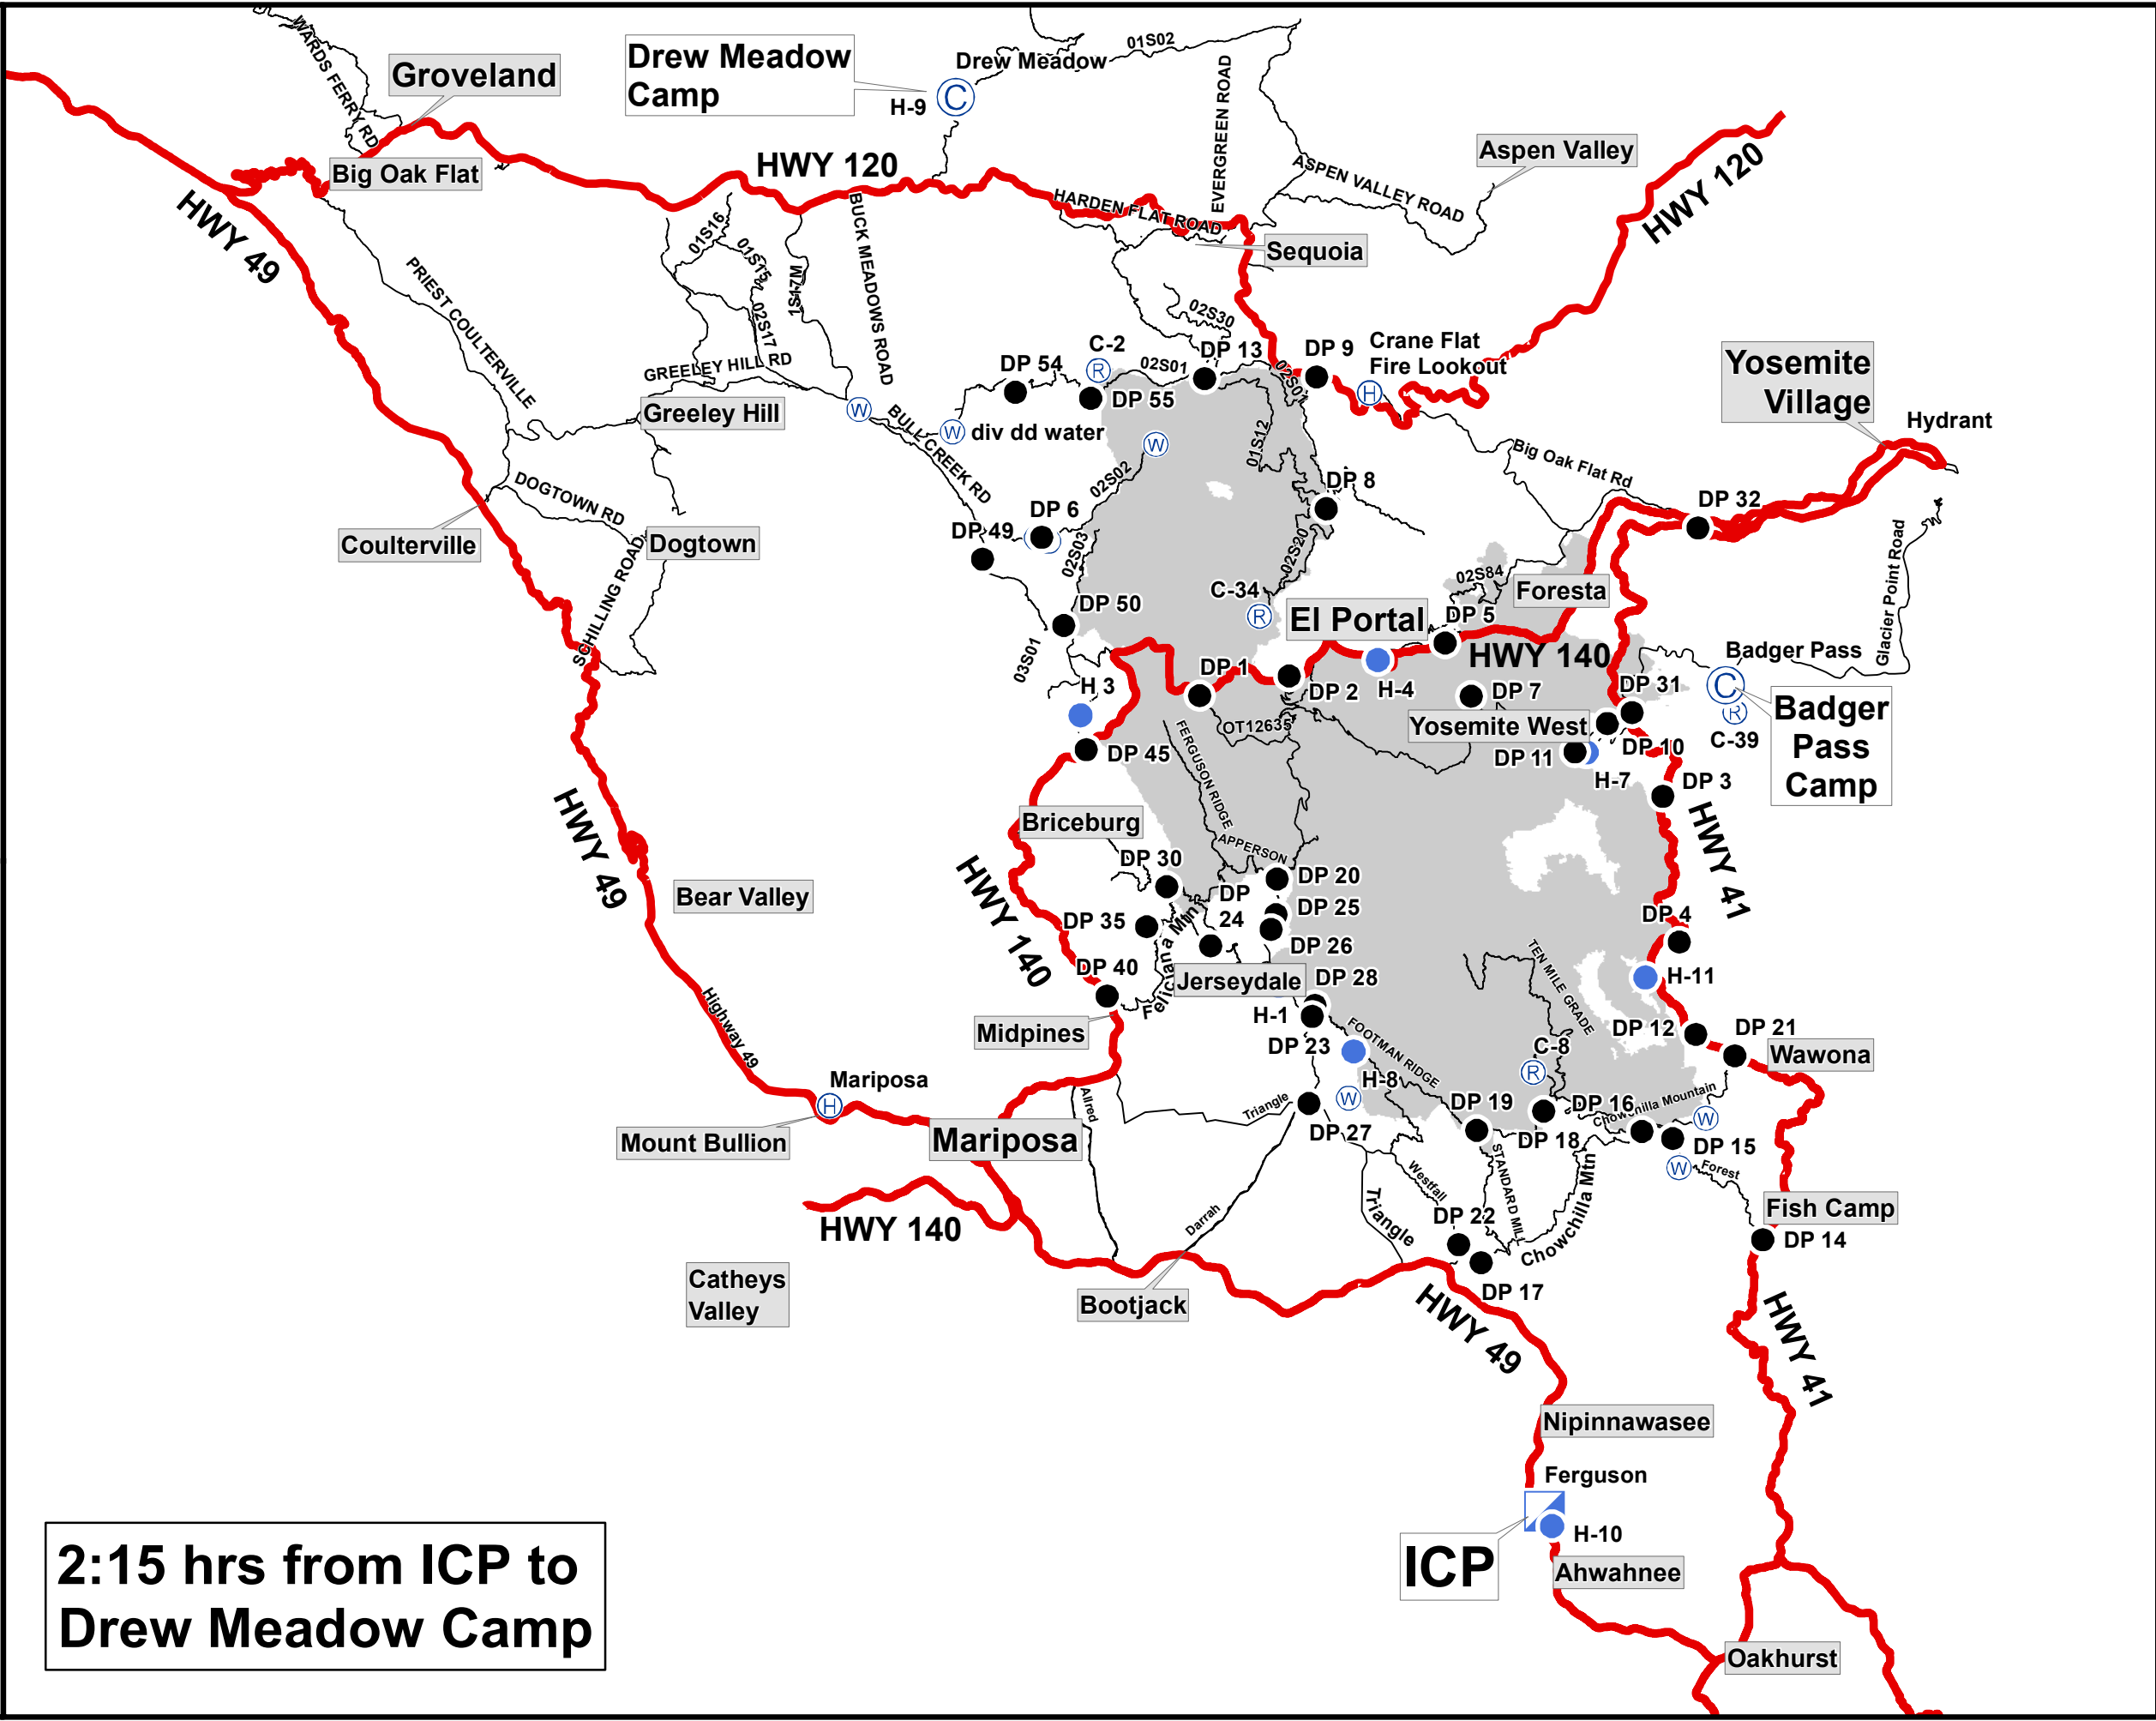 WARDS FERRY RD
Groveland
Drew Meadow
Camp
H-9
C
Drew Meadow
01S02
EVERGREEN ROAD
Aspen Valley
ASPEN VALLEY ROAD
HWY 120
Big Oak Flat
HWY 120
HARDEN FLAT ROAD
Sequoia
HWY 49
PRIEST COULTERVILLE
01S16
01S15
02S17
1S17M
BUCK MEADOWS ROAD
02S30
GREELEY HILL RD
Greeley Hill
DP 54
C-2
R
02S01
DP 13
DP 55
02S01
DP 9
Crane Flat
Fire Lookout
H
Yosemite
Village
Hydrant
W
BULL CREEK RD
W
div dd water
W
01S12
Big Oak Flat Rd
DOGTOWN RD
Coulterville
Dogtown
SCHILLING ROAD
02S02
DP 6
DP 49
02S03
DP 8
02S20
DP 32
Glacier Point Road
DP 50
03S01
C-34
R
El Portal
02S84
DP 5
Foresta
HWY 140
Badger Pass
C
R
C-39
Badger
Pass
Camp
H 3
DP 1
DP 2
H-4
DP 7
DP 31
Yosemite West
DP 10
DP 11
H-7
DP 3
OT12635
DP 45
FERGUSON RIDGE
HWY 41
Briceburg
APPERSON
HWY 49
HWY 140
DP 30
DP 20
DP
24
DP 25
DP 35
DP 26
Feliciana Mtn
Bear Valley
DP 40
Jerseydale
DP 28
H-1
DP 4
H-11
TEN MILE GRADE
Midpines
DP 23
FOOTMAN RIDGE
DP 12
DP 21
Wawona
Highway 49
Mariposa
H
C-8
R
H-8
W
Allred
Triangle
DP 27
DP 19
DP 18
DP 16
Chowchilla Mountain
W
DP 15
W
Forest
Mount Bullion
Mariposa
Westfall
STANDARD MILL
Chowchilla Mtn
Triangle
Darrah
DP 22
DP 17
Fish Camp
DP 14
HWY 140
Catheys
Valley
Bootjack
HWY 49
HWY 41
Nipinnawasee
Ferguson
H-10
ICP
Ahwahnee
Oakhurst
2:15 hrs from ICP to
Drew Meadow Camp